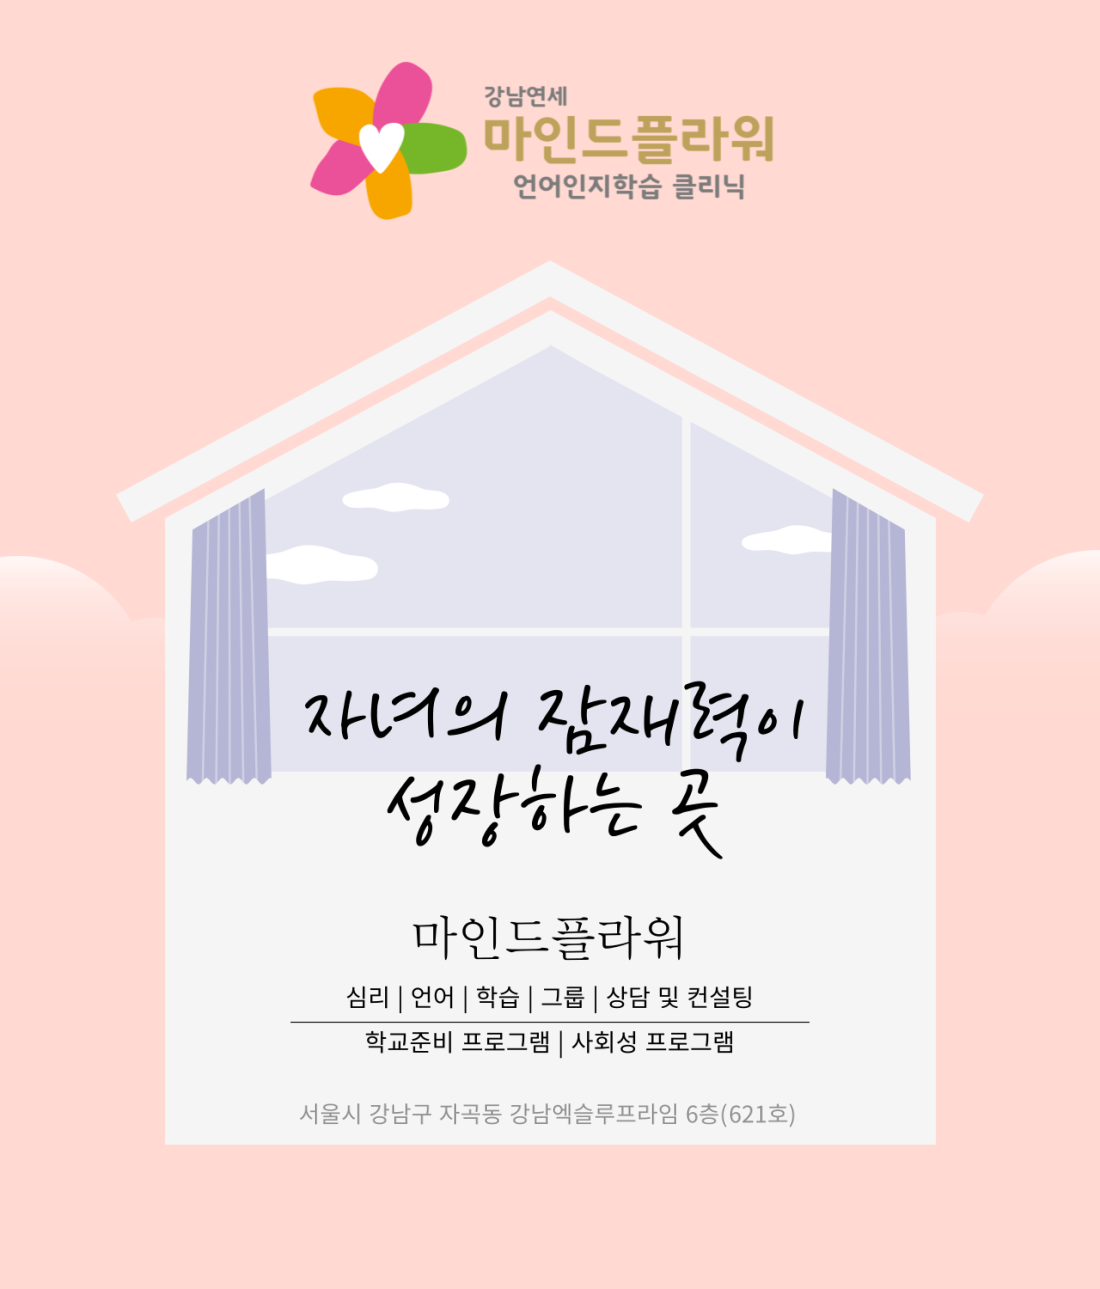 강남연세
마인드플라워
언어인지학습 클리닉
자녀의 잠재력이
성장하는 곳
마인드플라워
심리 | 언어 | 학습 | 그룹 | 상담 및 컨설팅
학교준비 프로그램 | 사회성 프로그램
서울시 강남구 자곡동 강남엑슬루프라임 6층(621호)